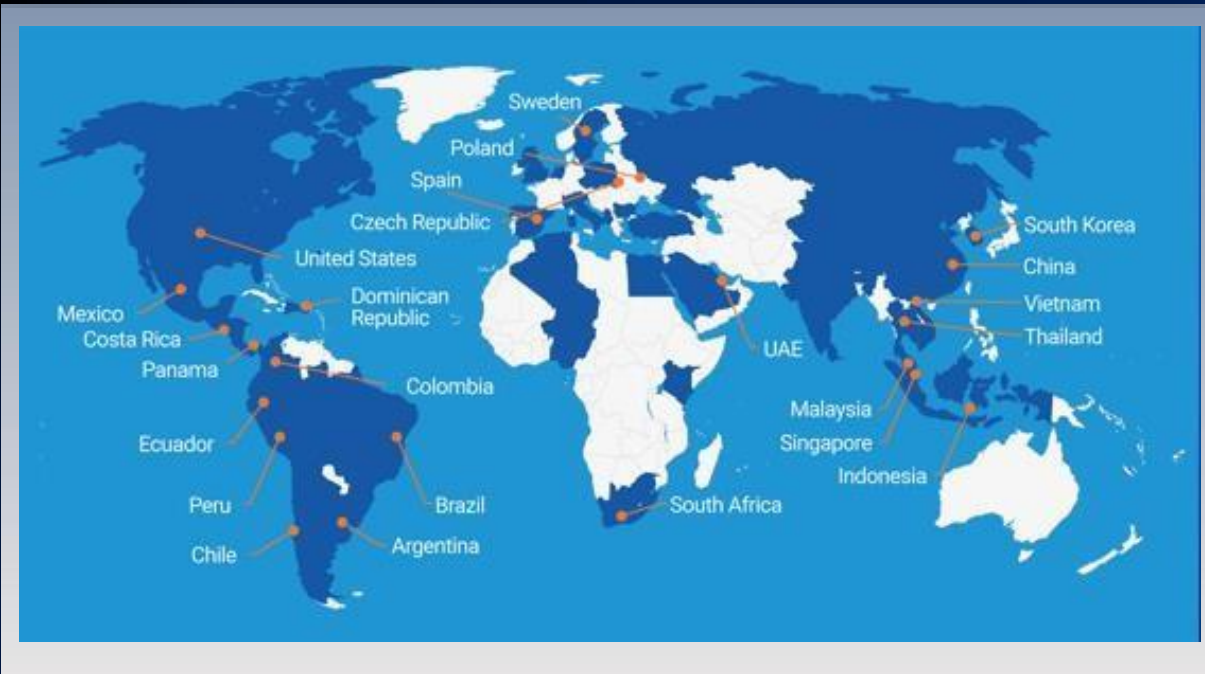 Sweden
Poland
Spain
Czech Republic
United States
Mexico
Dominican
Republic
Costa Rica
Panama
Colombia
Ecuador
Peru
Brazil
Chile
Argentina
South Africa
UAE
South Korea
China
Vietnam
Thailand
Malaysia
Singapore
Indonesia